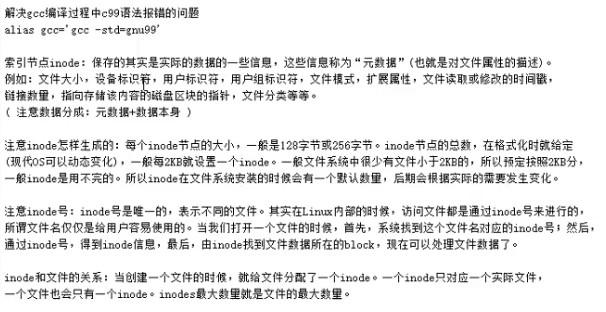 解决gcc编译过程中c99语法报错的问题
alias gcc='gcc -std=gnu99'
索引节点inode：保存的其实是实际的数据的一些信息，这些信息称为“元数据”(也就是对文件属性的描述)。
例如：文件大小，设备标识符，用户标识符，用户组标识符，文件模式，扩展属性，文件读取或修改的时间戳，
链接数量，指向存储该内容的磁盘区块的指针，文件分类等等。
( 注意数据分成：元数据+数据本身 )
注意inode怎样生成的：每个inode节点的大小，一般是128字节或256字节。inode节点的总数，在格式化时就给定
(现代OS可以动态变化)，一般每2KB就设置一个inode。一般文件系统中很少有文件小于2KB的，所以预定按照2KB分，
一般inode是用不完的。所以inode在文件系统安装的时候会有一个默认数量，后期会根据实际的需要发生变化。
注意inode号：inode号是唯一的，表示不同的文件。其实在Linux内部的时候，访问文件都是通过inode号来进行的，
所谓文件名仅仅是给用户容易使用的。当我们打开一个文件的时候，首先，系统找到这个文件名对应的inode号；然后，
通过inode号，得到inode信息，最后，由inode找到文件数据所在的block，现在可以处理文件数据了。
inode和文件的关系：当创建一个文件的时候，就给文件分配了一个inode。一个inode只对应一个实际文件，
一个文件也会只有一个inode。inodes最大数量就是文件的最大数量。